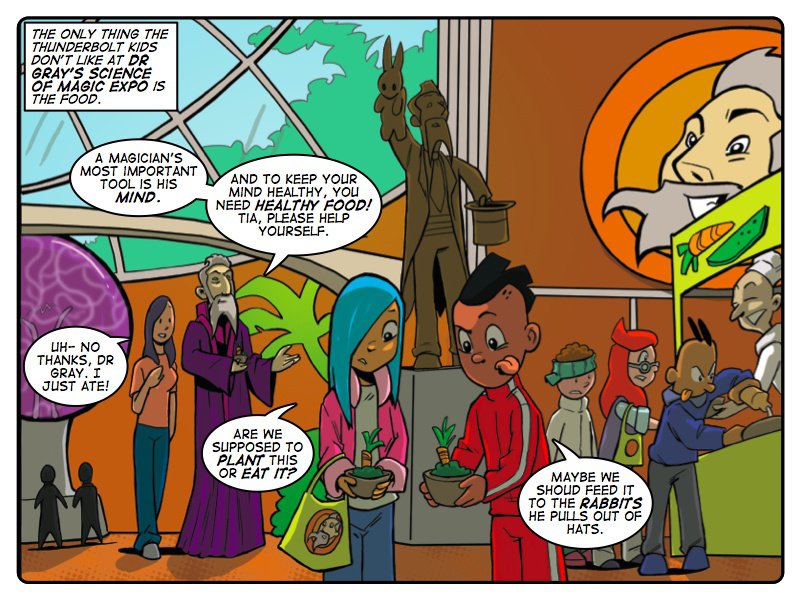 THE ONLY THING THE
THUNDERBOLT KIDS
DON'T LIKE AT DR
GRAY'S SCIENCE
OF MAGIC EXPO IS
THE FOOD.
A MAGICIAN'S
MOST IMPORTANT
TOOL IS HIS
MIND.
AND TO KEEP YOUR
MIND HEALTHY, YOU
NEED HEALTHY FOOD!
TIA, PLEASE HELP
YOURSELF.
UH- NO
THANKS, DR
GRAY. I
JUST ATE!
ARE WE
SUPPOSED TO
PLANT THIS
OR EAT IT?
MAYBE WE
SHOUD FEED IT
TO THE RABBITS
HE PULLS OUT OF
HATS.